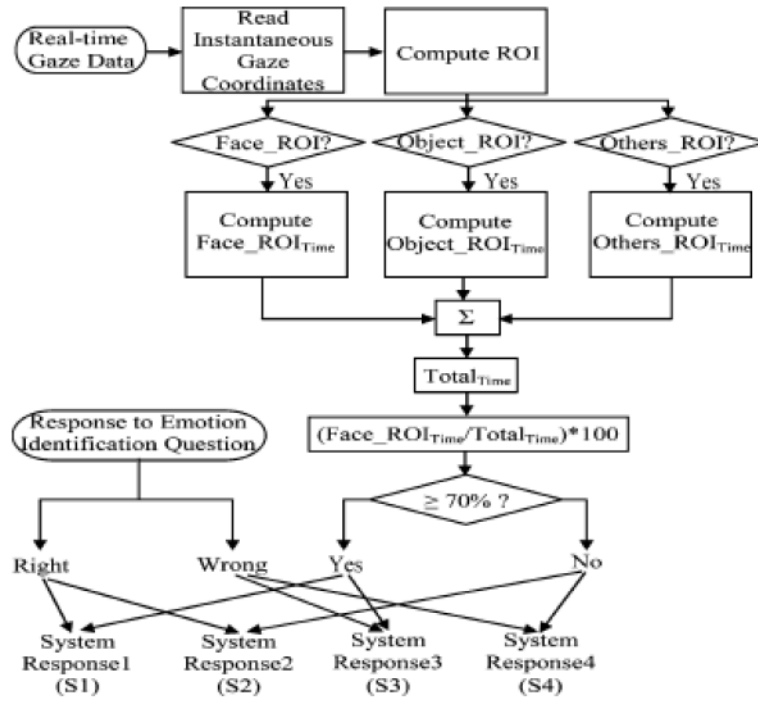 Real-time
Gaze Data
Read
Instantaneous
Gaze
Coordinates
Compute ROI
Face_ROI?
Object_ROI?
Others_ROI?
Yes
Yes
Yes
Compute
Face_ROITime
Compute
Object_ROITime
Compute
Others_ROITime
Σ
TotalTime
(Face_ROITime/TotalTime)*100
Response to Emotion
Identification Question
≥ 70% ?
Right
Wrong
Yes
No
System
Response1
(S1)
System
Response2
(S2)
System
Response3
(S3)
System
Response4
(S4)